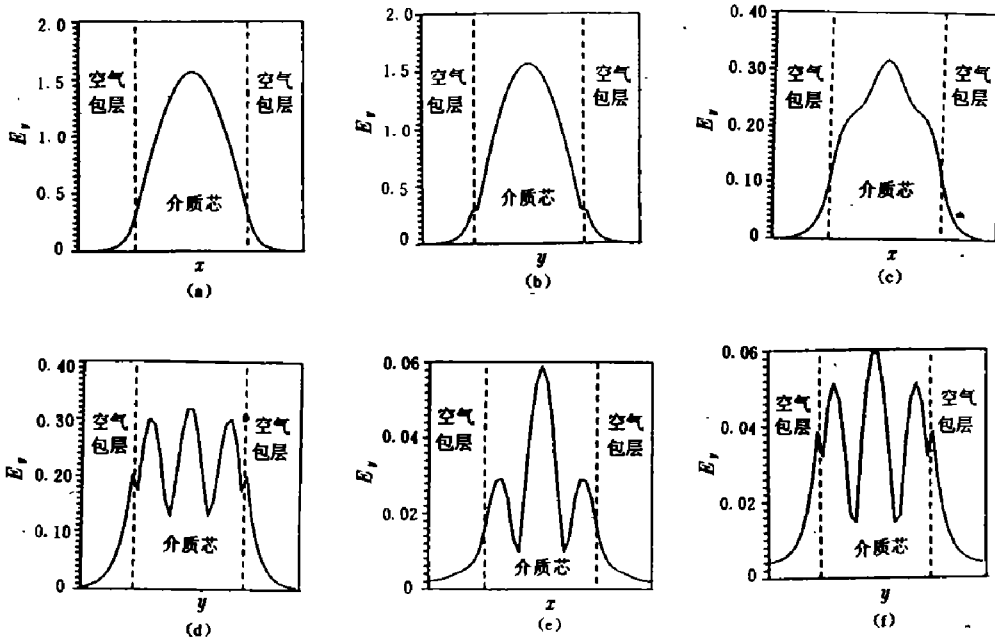 2.0
1.5
1.0
0.5
0
E_y
空气
包层
空气
包层
介质芯
x
(a)
2.0
1.5
1.0
0.5
0
E_y
空气
包层
空气
包层
介质芯
y
(b)
0.40
0.30
0.20
0.10
0
E_y
空气
包层
空气
包层
介质芯
x
(c)
0.40
0.30
0.20
0.10
0
E_y
空气
包层
空气
包层
介质芯
y
(d)
0.06
0.04
0.02
0
E_y
空气
包层
空气
包层
介质芯
x
(e)
0.06
0.04
0.02
0
E_y
空气
包层
空气
包层
介质芯
y
(f)